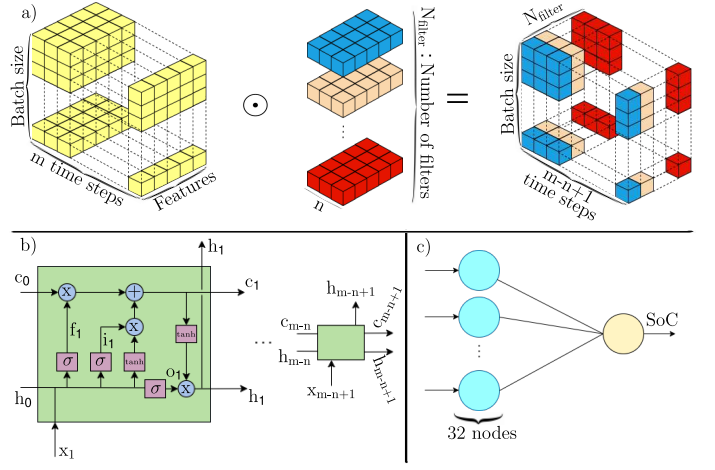 a)
Batch size
m time steps
Features
n
N_filter : Number of filters
=
N_filter
Batch size
m-n+1
time steps
b)
h_1
c_0
X
+
c_1
f_1
i_1
X
tanh
σ
σ
tanh
o_1
σ
X
h_0
h_1
x_1
...
h_m-n+1
c_m-n
c_m-n+1
h_m-n
h_m-n+1
x_m-n+1
c)
SoC
32 nodes